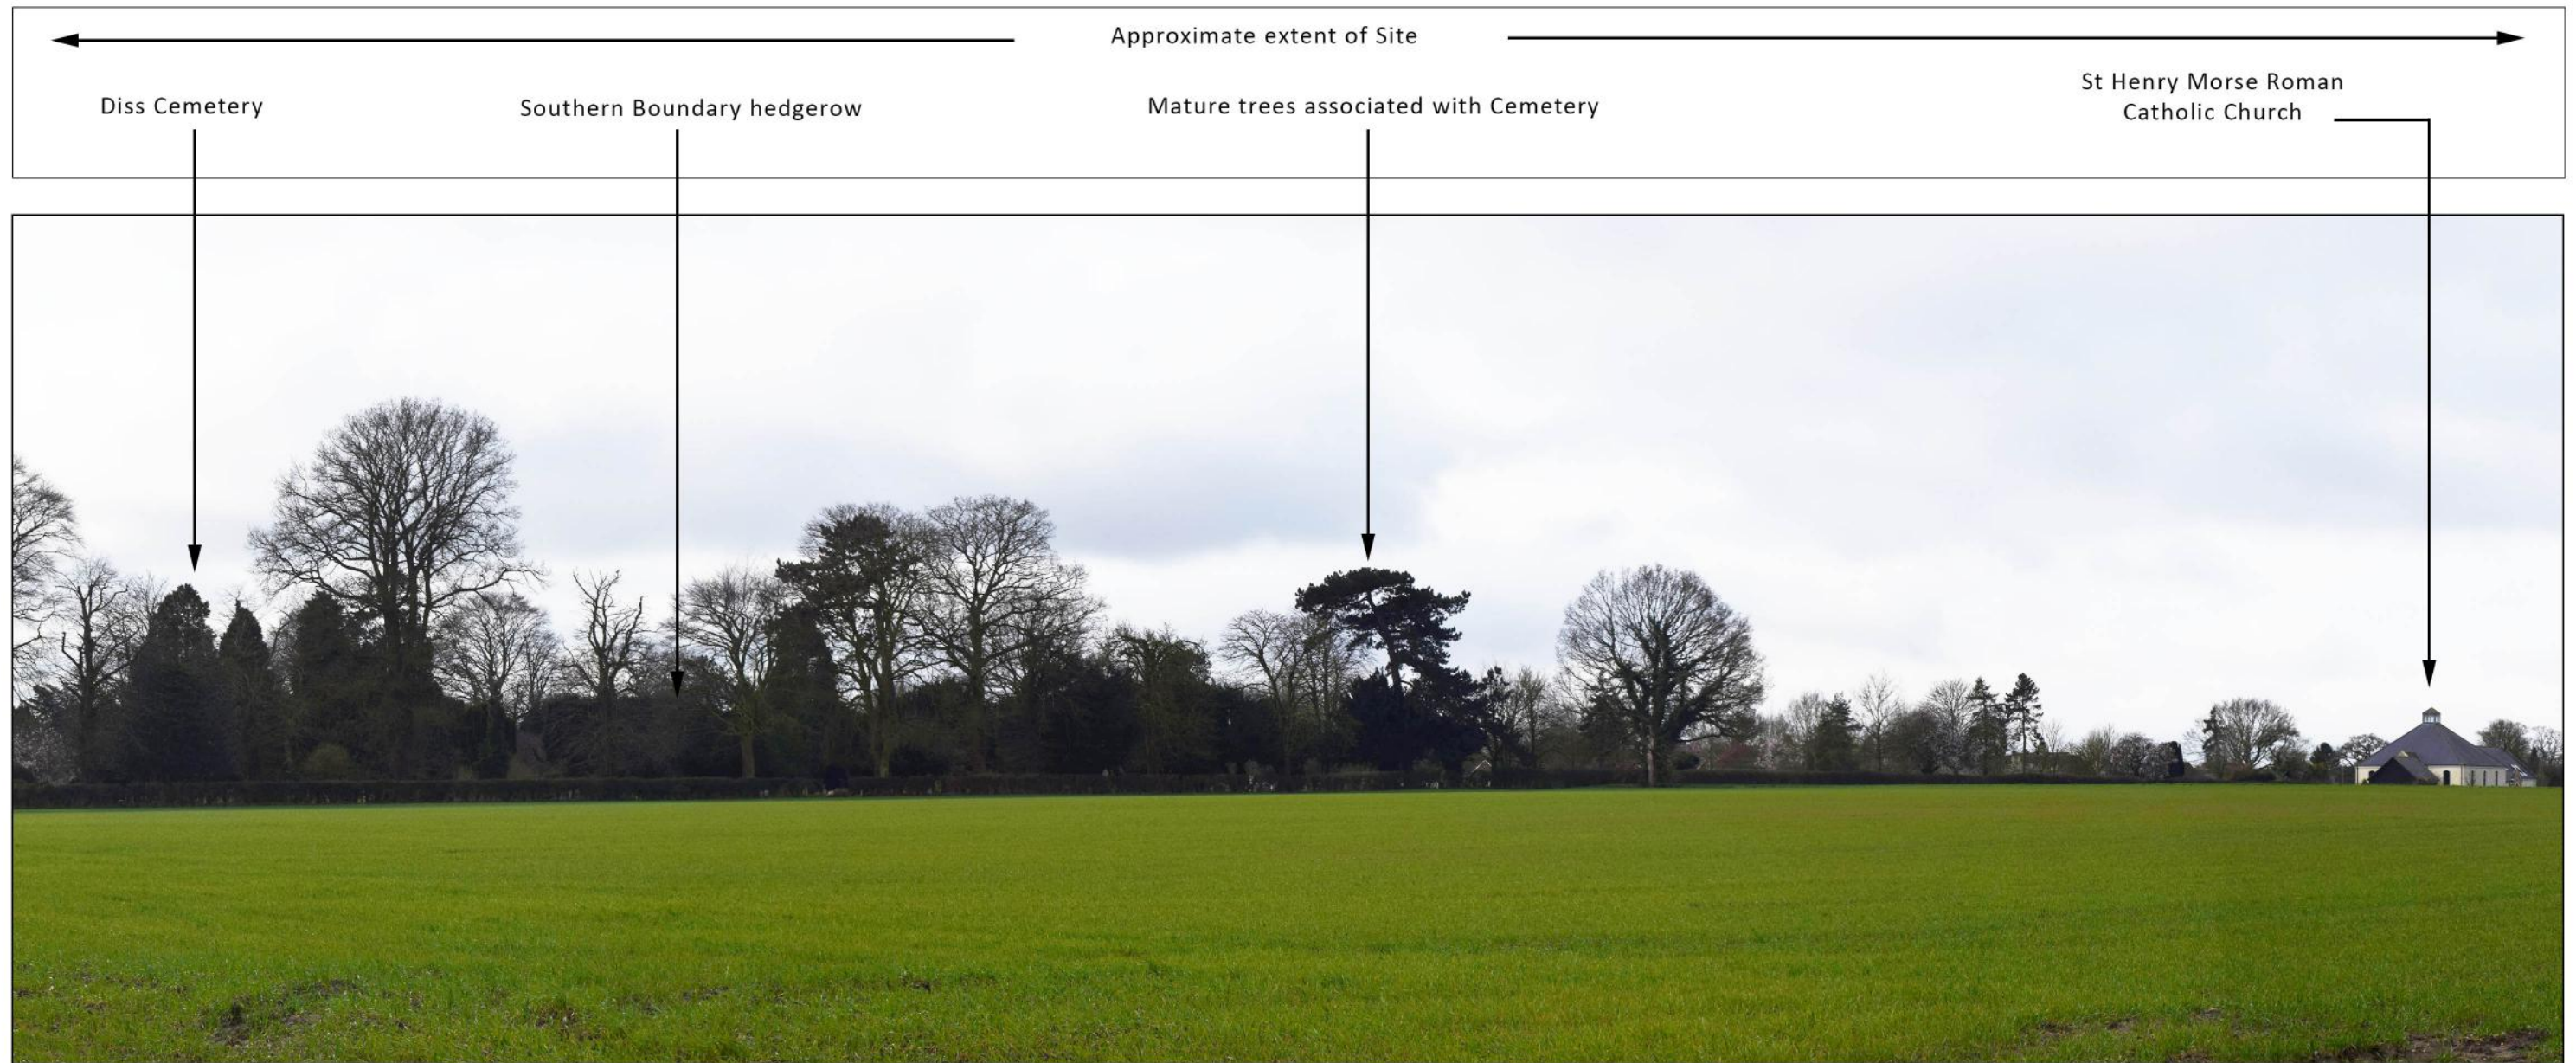 Approximate extent of Site
Diss Cemetery
Southern Boundary hedgerow
Mature trees associated with Cemetery
St Henry Morse Roman
Catholic Church